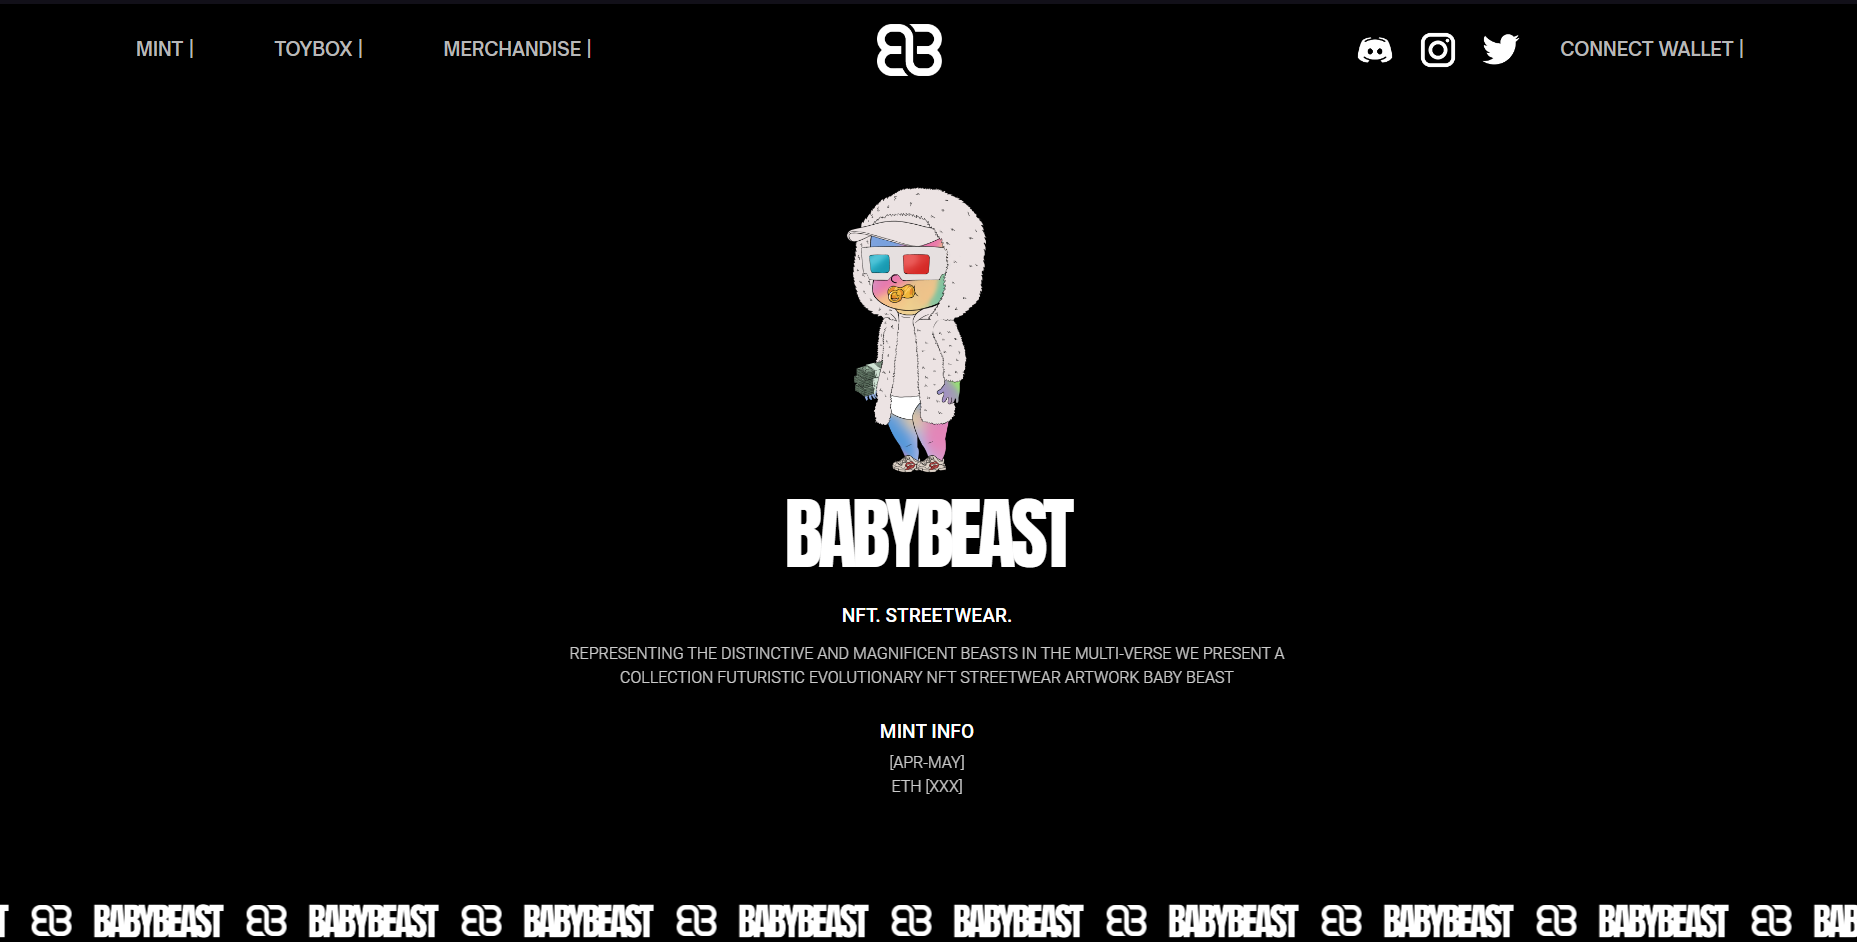 MINT |
TOYBOX |
MERCHANDISE |
CONNECT WALLET |
BABYBEAST
NFT. STREETWEAR.
REPRESENTING THE DISTINCTIVE AND MAGNIFICENT BEASTS IN THE MULTI-VERSE WE PRESENT A
COLLECTION FUTURISTIC EVOLUTIONARY NFT STREETWEAR ARTWORK BABY BEAST
MINT INFO
[APR-MAY]
ETH [XXX]
T BABYBEAST BABYBEAST BABYBEAST BABYBEAST BABYBEAST BABYBEAST BABYBEAST BABYBEAST BAB